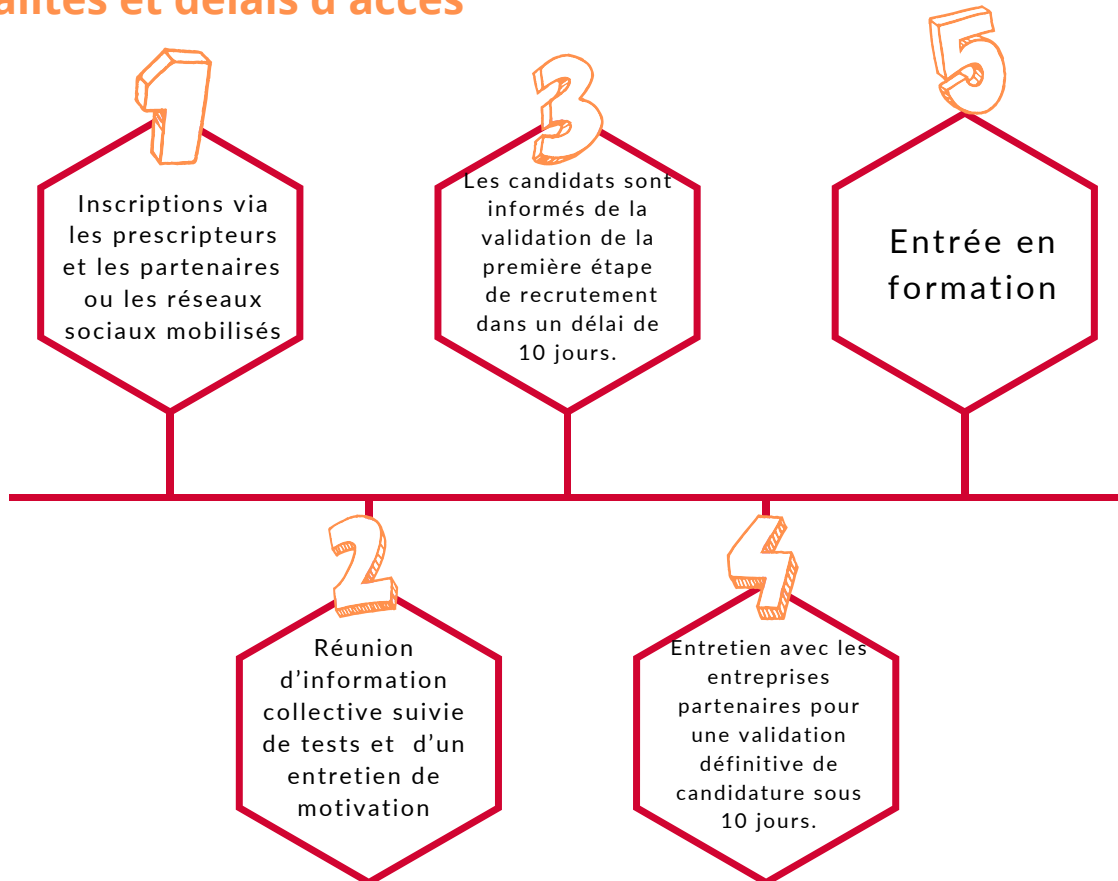 alités et délais d'accès
1
Inscriptions via
les prescripteurs
et les partenaires
ou les réseaux
sociaux mobilisés
2
Réunion
d’information
collective suivie
de tests et d’un
entretien de
motivation
3
Les candidats sont
informés de la
validation de la
première étape
de recrutement
dans un délai de
10 jours.
4
Entretien avec les
entreprises
partenaires pour
une validation
définitive de
candidature sous
10 jours.
5
Entrée en
formation